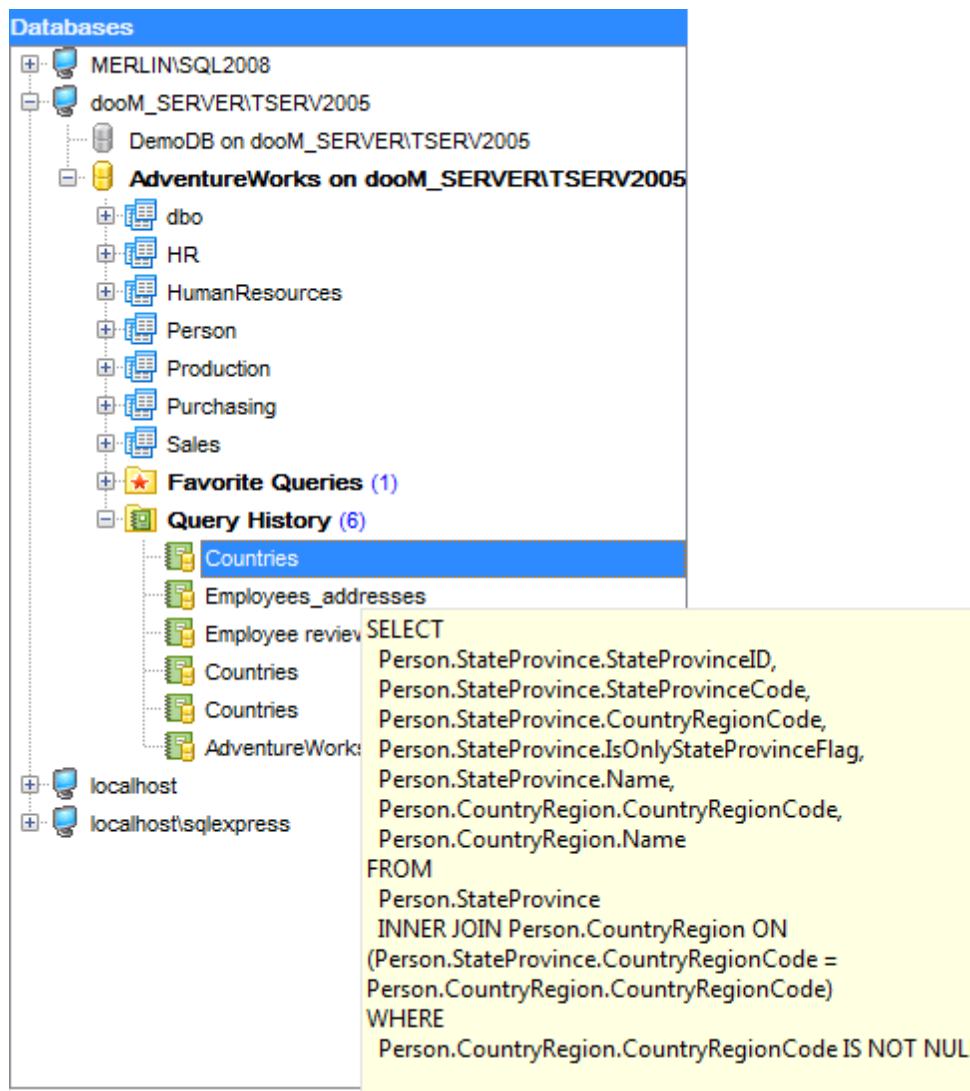 Databases
MERLIN\SQL2008
dooM_SERVER\TSERV2005
DemoDB on dooM_SERVER\TSERV2005
AdventureWorks on dooM_SERVER\TSERV2005
dbo
HR
HumanResources
Person
Production
Purchasing
Sales
Favorite Queries (1)
Query History (6)
Countries
Employees_addresses
Employee review
Countries
Countries
AdventureWorks
localhost
localhost\sqlexpress
SELECT
Person.StateProvince.StateProvinceID,
Person.StateProvince.StateProvinceCode,
Person.StateProvince.CountryRegionCode,
Person.StateProvince.IsOnlyStateProvinceFlag,
Person.StateProvince.Name,
Person.CountryRegion.CountryRegionCode,
Person.CountryRegion.Name
FROM
Person.StateProvince
INNER JOIN Person.CountryRegion ON
(Person.StateProvince.CountryRegionCode =
Person.CountryRegion.CountryRegionCode)
WHERE
Person.CountryRegion.CountryRegionCode IS NOT NUL